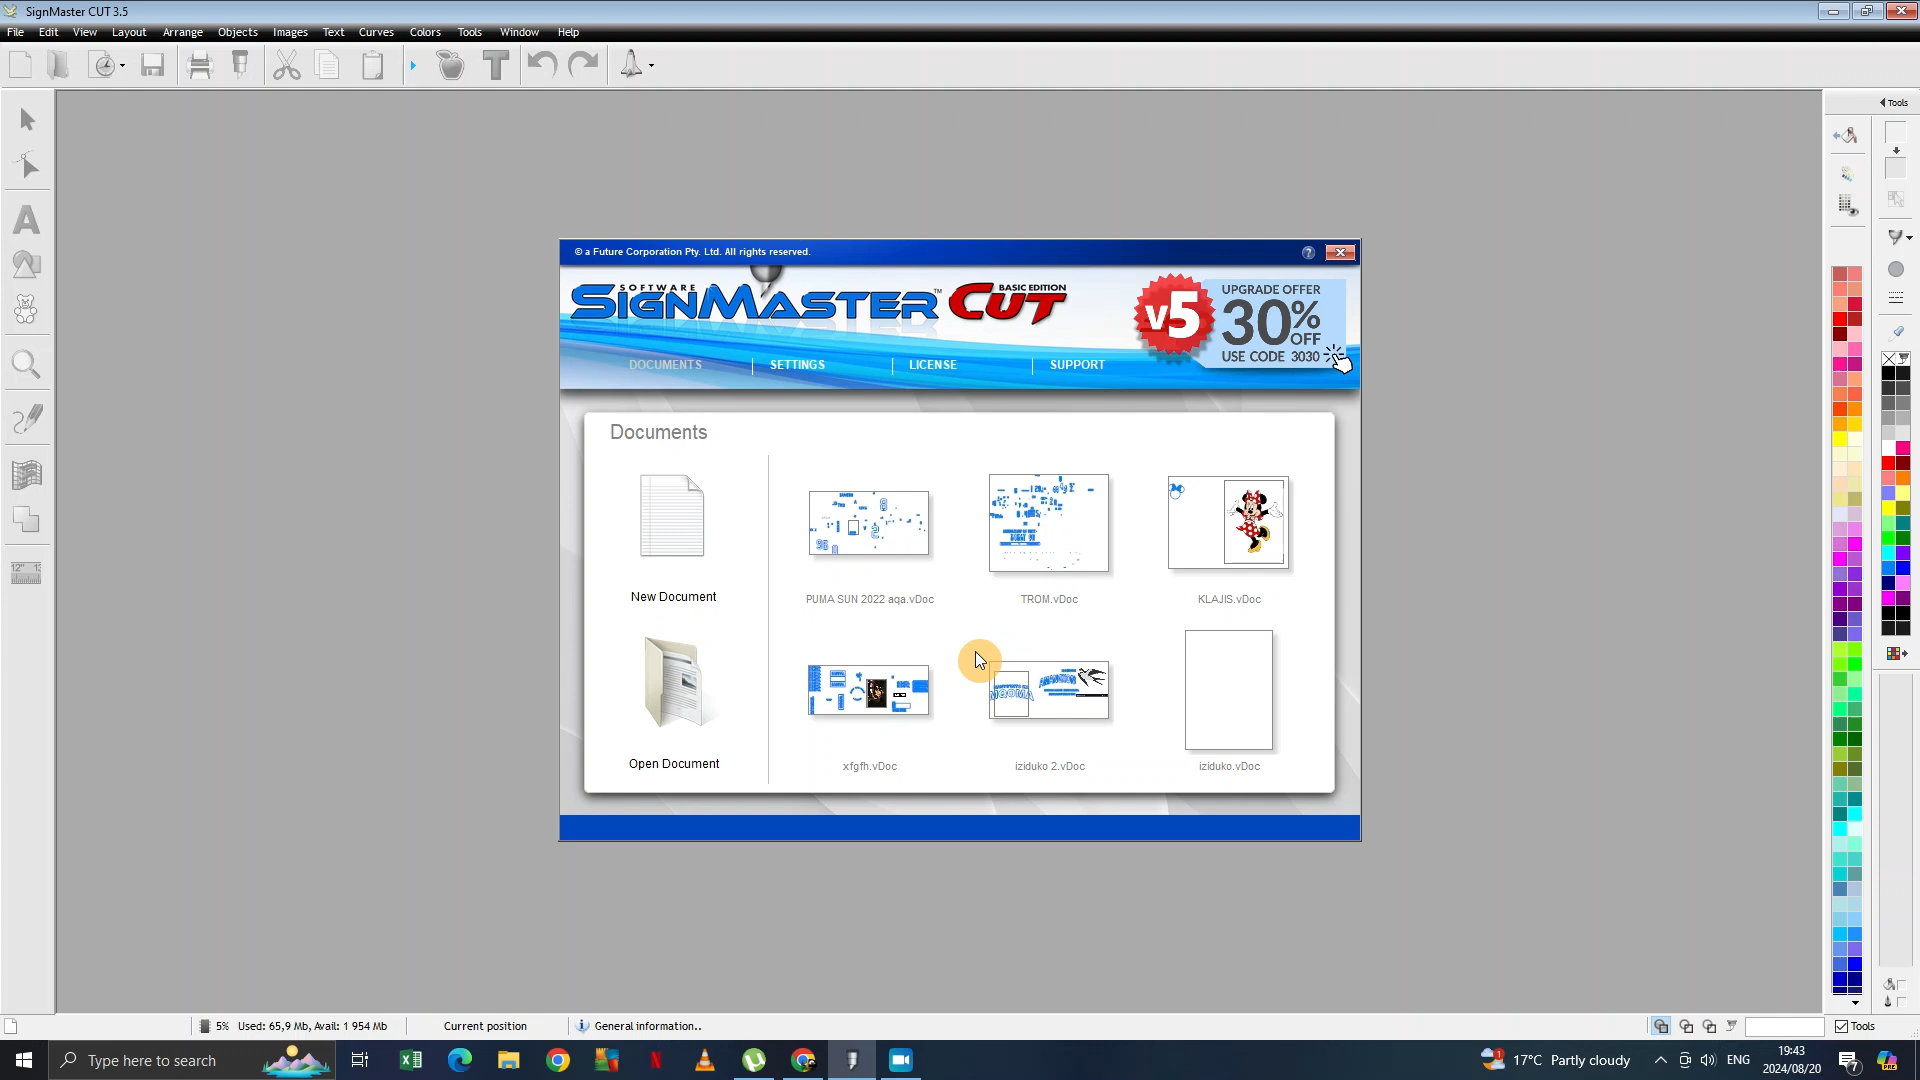 SignMaster CUT 3.5
File Edit View Layout Arrange Objects Images Text Curves Colors Tools Window Help
Tools
© a Future Corporation Pty. Ltd. All rights reserved.
SOFTWARE
BASIC EDITION
SIGNMASTER™ CUT
v5
UPGRADE OFFER
30% OFF
USE CODE 3030
DOCUMENTS SETTINGS LICENSE SUPPORT
Documents
New Document
PUMA SUN 2022 aqa.vDoc
TROM.vDoc
KLAJIS.vDoc
Open Document
xfgfh.vDoc
iziduko 2.vDoc
iziduko.vDoc
5% Used: 65,9 Mb, Avail: 1 954 Mb
Current position
General information..
Tools
Type here to search
17°C Partly cloudy
ENG
19:43
2024/08/20
7